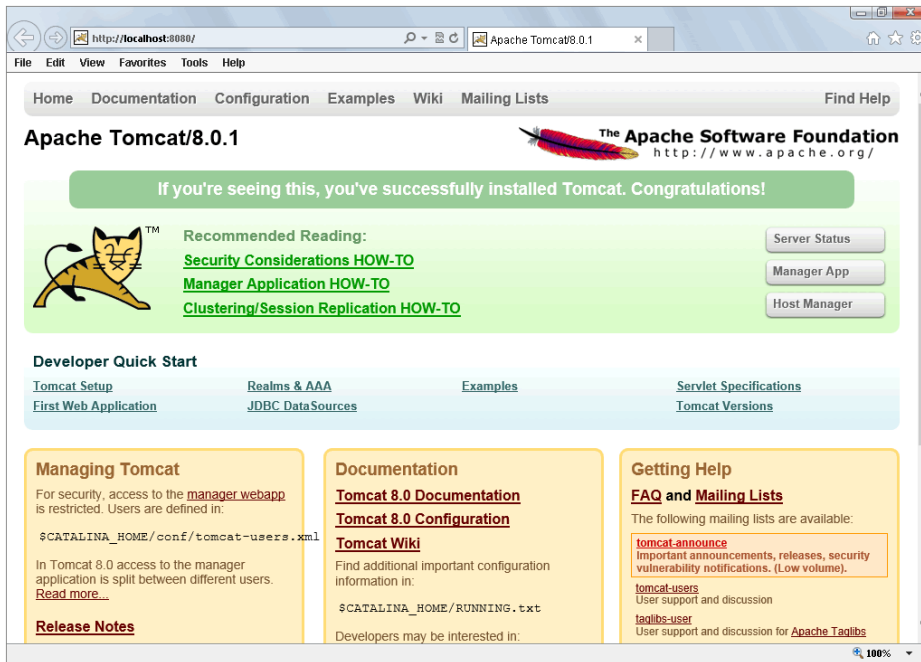 http://localhost:8080/
Apache Tomcat/8.0.1
File Edit View Favorites Tools Help
Home Documentation Configuration Examples Wiki Mailing Lists Find Help
Apache Tomcat/8.0.1
The Apache Software Foundation
http://www.apache.org/
If you're seeing this, you've successfully installed Tomcat. Congratulations!
TM
Recommended Reading:
Security Considerations HOW-TO
Manager Application HOW-TO
Clustering/Session Replication HOW-TO
Server Status
Manager App
Host Manager
Developer Quick Start
Tomcat Setup Realms & AAA Examples Servlet Specifications
First Web Application JDBC DataSources Tomcat Versions
Managing Tomcat
For security, access to the manager webapp
is restricted. Users are defined in:
$CATALINA_HOME/conf/tomcat-users.xml
In Tomcat 8.0 access to the manager
application is split between different users.
Read more...
Release Notes
Documentation
Tomcat 8.0 Documentation
Tomcat 8.0 Configuration
Tomcat Wiki
Find additional important configuration
information in:
$CATALINA_HOME/RUNNING.txt
Developers may be interested in:
Getting Help
FAQ and Mailing Lists
The following mailing lists are available:
tomcat-announce
Important announcements, releases, security
vulnerability notifications. (Low volume).
tomcat-users
User support and discussion
taglibs-user
User support and discussion for Apache Taglibs
100%